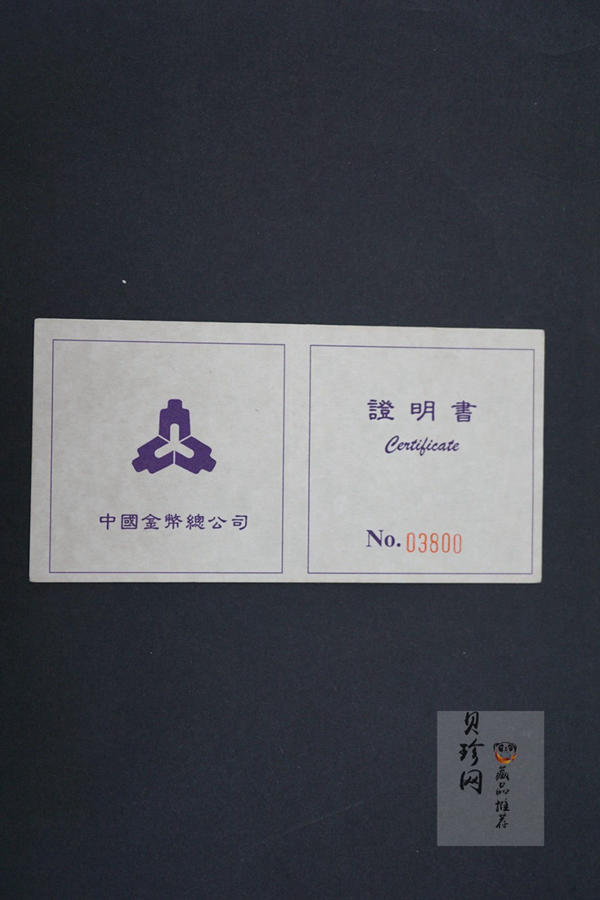 中國金幣總公司
證明書
Certificate
No. 03800
贝珍网
藏品推荐